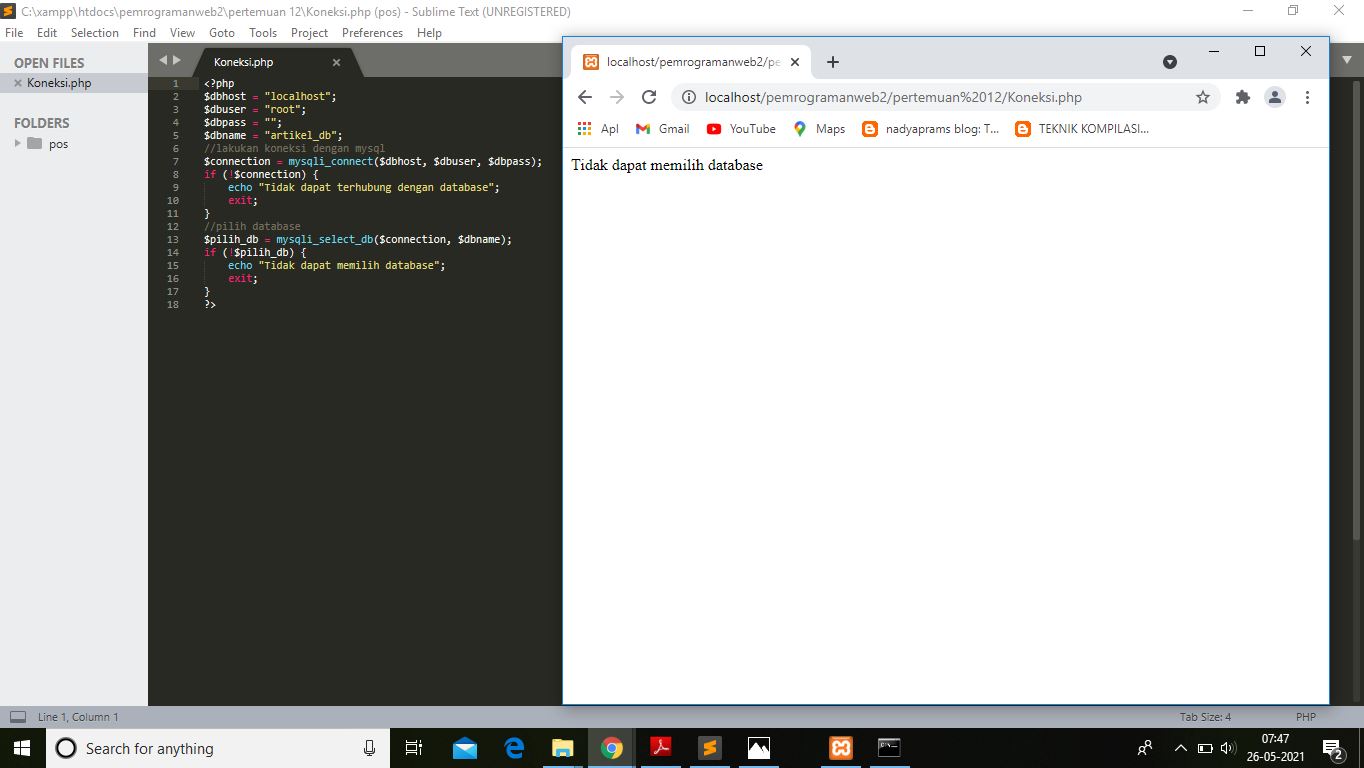 C:\xampp\htdocs\pemrogramanweb2\pertemuan 12\Koneksi.php (pos) - Sublime Text (UNREGISTERED)
File Edit Selection Find View Goto Tools Project Preferences Help
OPEN FILES
Koneksi.php
FOLDERS
pos
Koneksi.php
1 <?php
2 $dbhost = "localhost";
3 $dbuser = "root";
4 $dbpass = "";
5 $dbname = "artikel_db";
6 //lakukan koneksi dengan mysql
7 $connection = mysqli_connect($dbhost, $dbuser, $dbpass);
8 if (!$connection) {
9 echo "Tidak dapat terhubung dengan database";
10 exit;
11 }
12 //pilih database
13 $pilih_db = mysqli_select_db($connection, $dbname);
14 if (!$pilih_db) {
15 echo "Tidak dapat memilih database";
16 exit;
17 }
18 ?>
localhost/pemrogramanweb2/pe
localhost/pemrogramanweb2/pertemuan%2012/Koneksi.php
Apl Gmail YouTube Maps nadyaprams blog: T... TEKNIK KOMPILASI...
Tidak dapat memilih database
Line 1, Column 1 Tab Size: 4 PHP
Search for anything
07:47
26-05-2021
2